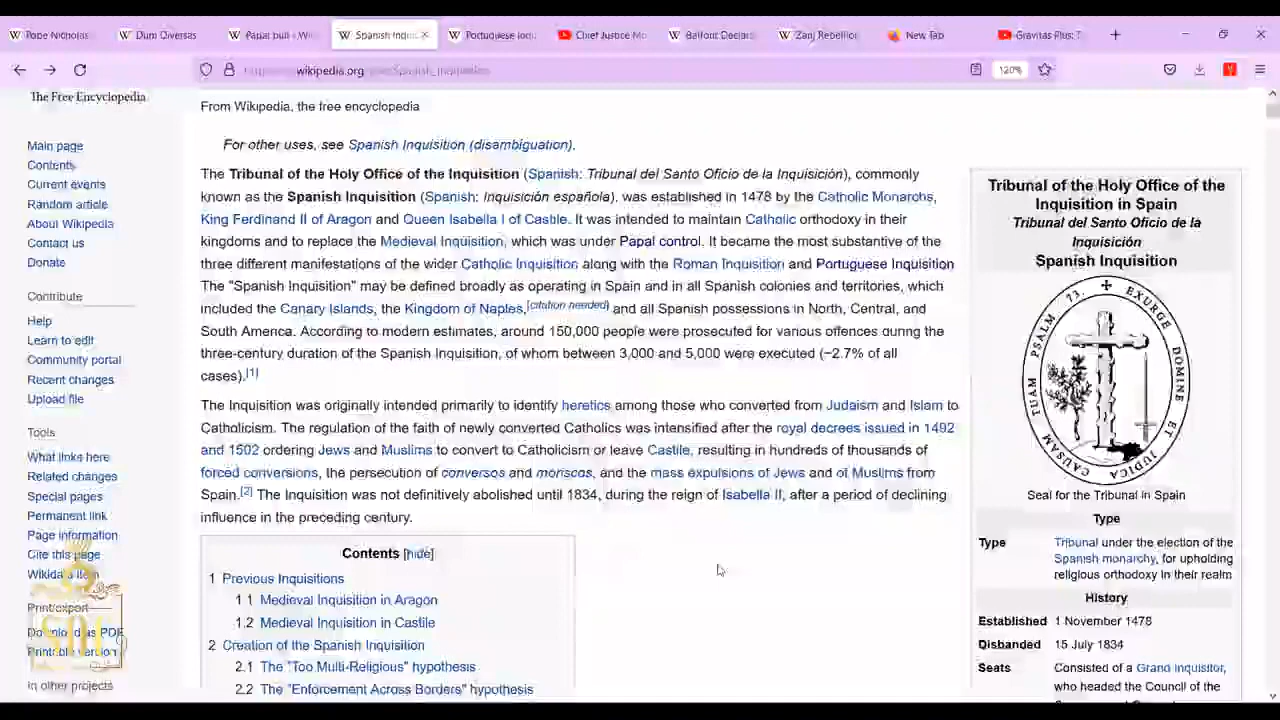 Pope Nicholas
Dum Diversas
Papal bull - Wi
Spanish Inqui
Portuguese Inqu
Chief Justice Mo
Balfour Declara
Zanj Rebellion
New Tab
Gravitas Plus: T
wikipedia.org
120%
The Free Encyclopedia
Main page
Contents
Current events
Random article
About Wikipedia
Contact us
Donate
Contribute
Help
Learn to edit
Community portal
Recent changes
Upload file
Tools
What links here
Related changes
Special pages
Permanent link
Page information
Cite this page
Wikidata item
Print/export
Download as PDF
Printable version
In other projects
From Wikipedia, the free encyclopedia
For other uses, see Spanish Inquisition (disambiguation).
The Tribunal of the Holy Office of the Inquisition (Spanish: Tribunal del Santo Oficio de la Inquisición), commonly
known as the Spanish Inquisition (Spanish: Inquisición española), was established in 1478 by the Catholic Monarchs,
King Ferdinand II of Aragon and Queen Isabella I of Castile. It was intended to maintain Catholic orthodoxy in their
kingdoms and to replace the Medieval Inquisition, which was under Papal control. It became the most substantive of the
three different manifestations of the wider Catholic Inquisition along with the Roman Inquisition and Portuguese Inquisition
The "Spanish Inquisition" may be defined broadly as operating in Spain and in all Spanish colonies and territories, which
included the Canary Islands, the Kingdom of Naples,[citation needed] and all Spanish possessions in North, Central, and
South America. According to modern estimates, around 150,000 people were prosecuted for various offences during the
three-century duration of the Spanish Inquisition, of whom between 3,000 and 5,000 were executed (~2.7% of all
cases).[1]
The Inquisition was originally intended primarily to identify heretics among those who converted from Judaism and Islam to
Catholicism. The regulation of the faith of newly converted Catholics was intensified after the royal decrees issued in 1492
and 1502 ordering Jews and Muslims to convert to Catholicism or leave Castile, resulting in hundreds of thousands of
forced conversions, the persecution of conversos and moriscos, and the mass expulsions of Jews and of Muslims from
Spain.[2] The Inquisition was not definitively abolished until 1834, during the reign of Isabella II, after a period of declining
influence in the preceding century.
Contents [hide]
1 Previous Inquisitions
1.1 Medieval Inquisition in Aragon
1.2 Medieval Inquisition in Castile
2 Creation of the Spanish Inquisition
2.1 The "Too Multi-Religious" hypothesis
2.2 The "Enforcement Across Borders" hypothesis
Tribunal of the Holy Office of the
Inquisition in Spain
Tribunal del Santo Oficio de la
Inquisición
Spanish Inquisition
EXURGE DOMINE ET JUDICA CAUSAM TUAM PSALM 73.
Seal for the Tribunal in Spain
Type
Type Tribunal under the election of the
Spanish monarchy, for upholding
religious orthodoxy in their realm
History
Established 1 November 1478
Disbanded 15 July 1834
Seats Consisted of a Grand Inquisitor,
who headed the Council of the